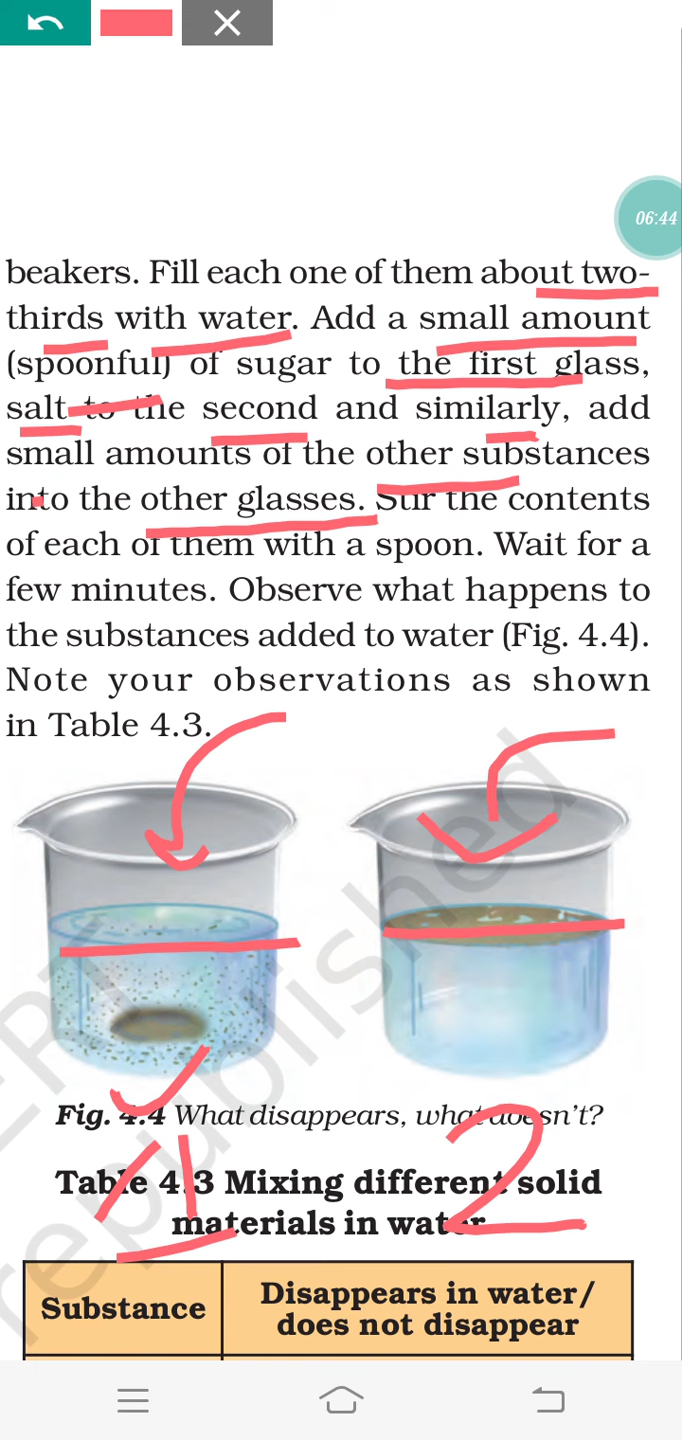 06:44
beakers. Fill each one of them about two-
thirds with water. Add a small amount
(spoonful) of sugar to the first glass,
salt to the second and similarly, add
small amounts of the other substances
into the other glasses. Stir the contents
of each of them with a spoon. Wait for a
few minutes. Observe what happens to
the substances added to water (Fig. 4.4).
Note your observations as shown
in Table 4.3.
Fig. 4.4 What disappears, what doesn't?
1 2
Table 4.3 Mixing different solid
materials in water
Substance
Disappears in water/
does not disappear
republished